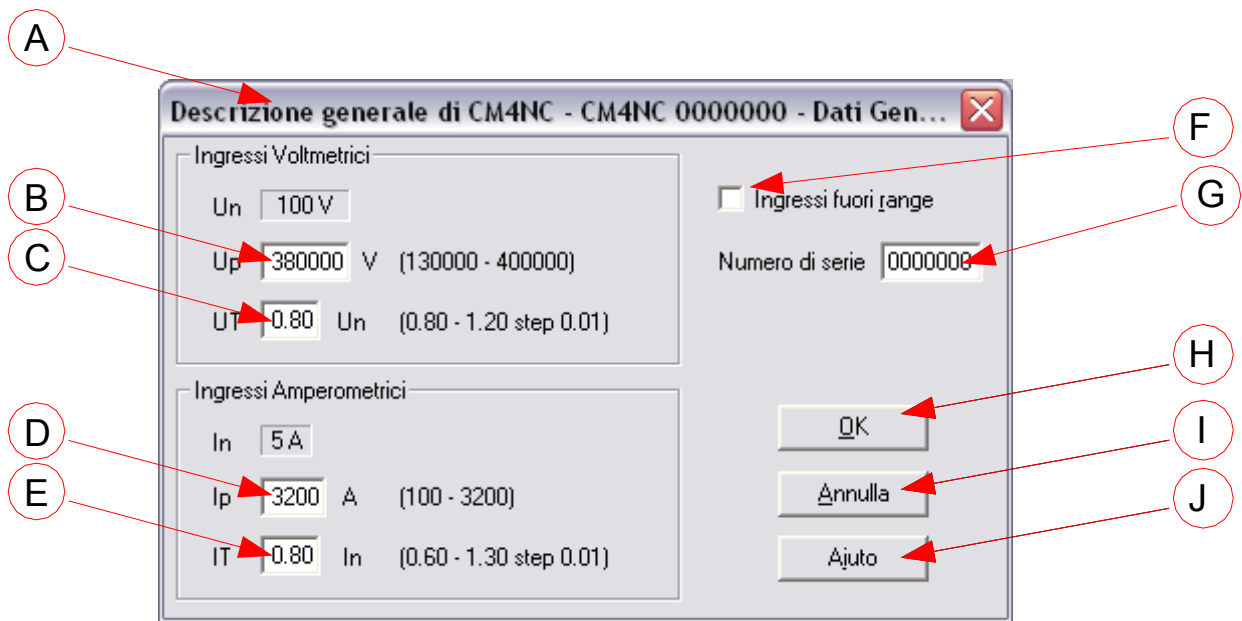 A
Descrizione generale di CM4NC - CM4NC 0000000 - Dati Gen...
Ingressi Voltmetrici
F
B
Un 100 V
Ingressi fuori range
G
C
Up 380000 V (130000 - 400000)
Numero di serie 0000000
UT 0.80 Un (0.80 - 1.20 step 0.01)
H
Ingressi Amperometrici
OK
D
In 5 A
I
E
Ip 3200 A (100 - 3200)
Annulla
J
IT 0.80 In (0.60 - 1.30 step 0.01)
Aiuto